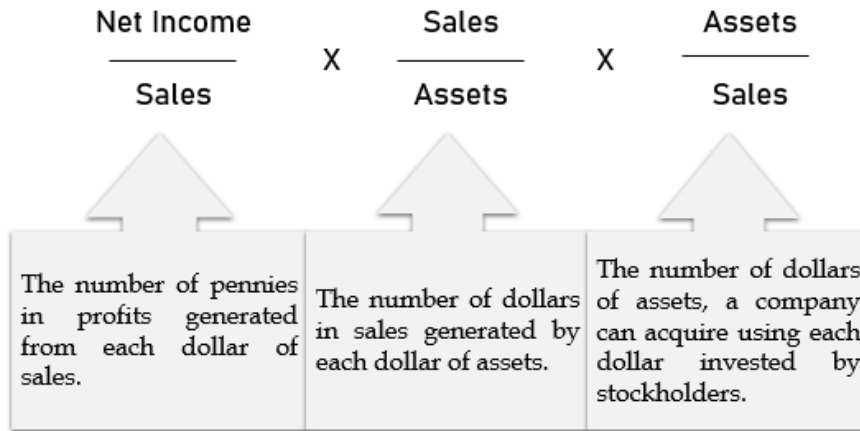 Net Income
Sales
X
Sales
Assets
X
Assets
Sales
The number of pennies
in profits generated
from each dollar of
sales.
The number of dollars
in sales generated by
each dollar of assets.
The number of dollars
of assets, a company
can acquire using each
dollar invested by
stockholders.